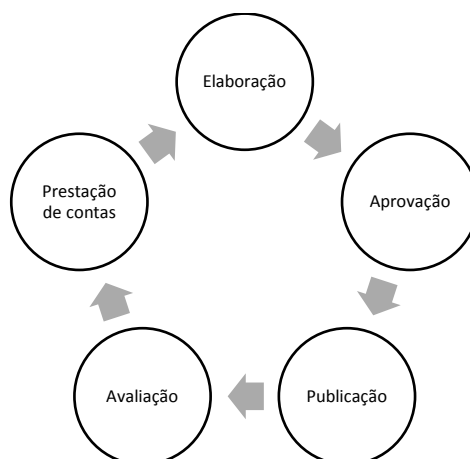 Elaboração
Aprovação
Publicação
Avaliação
Prestação
de contas